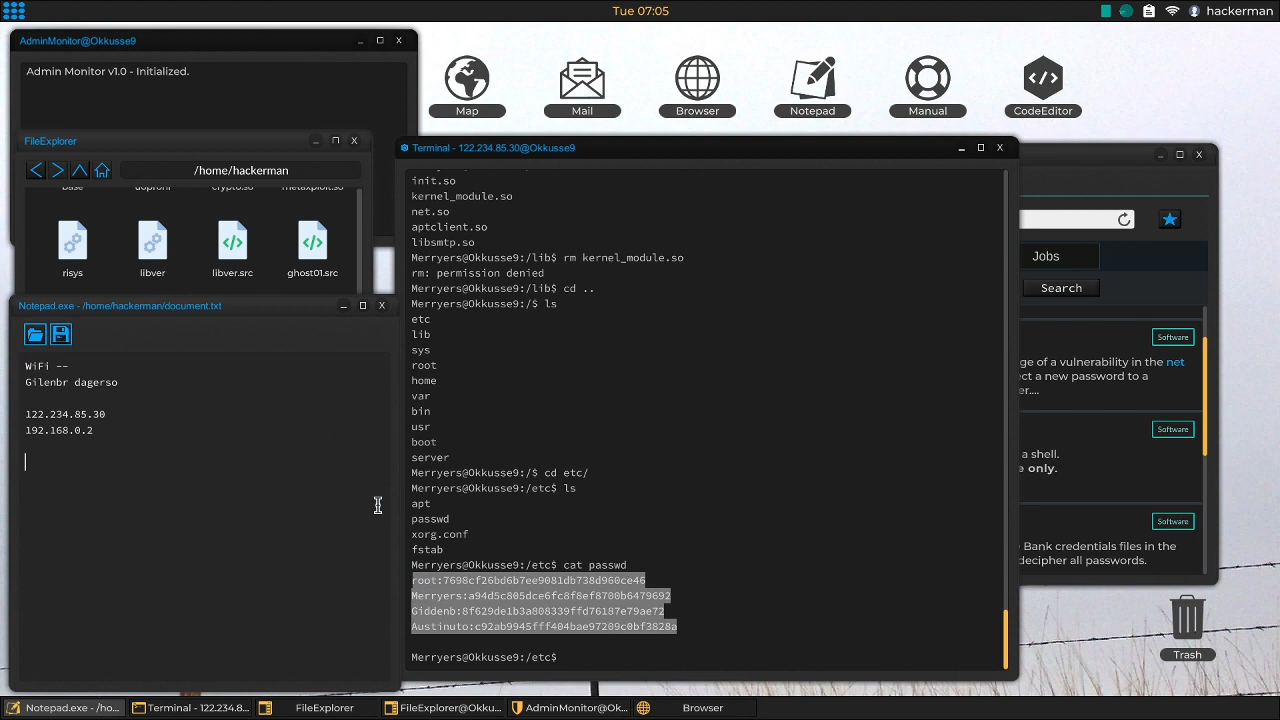 Tue 07:05
hackerman
AdminMonitor@Okkusse9
Admin Monitor v1.0 - Initialized.
Map
Mail
Browser
Notepad
Manual
CodeEditor
FileExplorer
/home/hackerman
base
crypto.so
metaxploit.so
risys
libver
libver.src
ghost01.src
Notepad.exe - /home/hackerman/document.txt
WiFi --
Gilenbr dagerso
122.234.85.30
192.168.0.2
Terminal - 122.234.85.30@Okkusse9
init.so
kernel_module.so
net.so
aptclient.so
libsmtp.so
Merryers@Okkusse9:/lib$ rm kernel_module.so
rm: permission denied
Merryers@Okkusse9:/lib$ cd ..
Merryers@Okkusse9:/$ ls
etc
lib
sys
root
home
var
bin
usr
boot
server
Merryers@Okkusse9:/$ cd etc/
Merryers@Okkusse9:/etc$ ls
apt
passwd
xorg.conf
fstab
Merryers@Okkusse9:/etc$ cat passwd
root:7698cf26bd6b7ee9081db738d960ce46
Merryers:a94d5c805dce6fc8f8ef8700b6479692
Giddenb:8f629de1b3a808339ffd76187e79ae72
Austinuto:c92ab9945fff404bae97209c0bf3828a
Merryers@Okkusse9:/etc$
Jobs
Search
Software
ge of a vulnerability in the net
ect a new password to a
er....
Software
a shell.
e only.
Software
Bank credentials files in the
decipher all passwords.
Trash
Notepad.exe - /ho...
Terminal - 122.234.8...
FileExplorer
FileExplorer@Okku...
AdminMonitor@Ok...
Browser